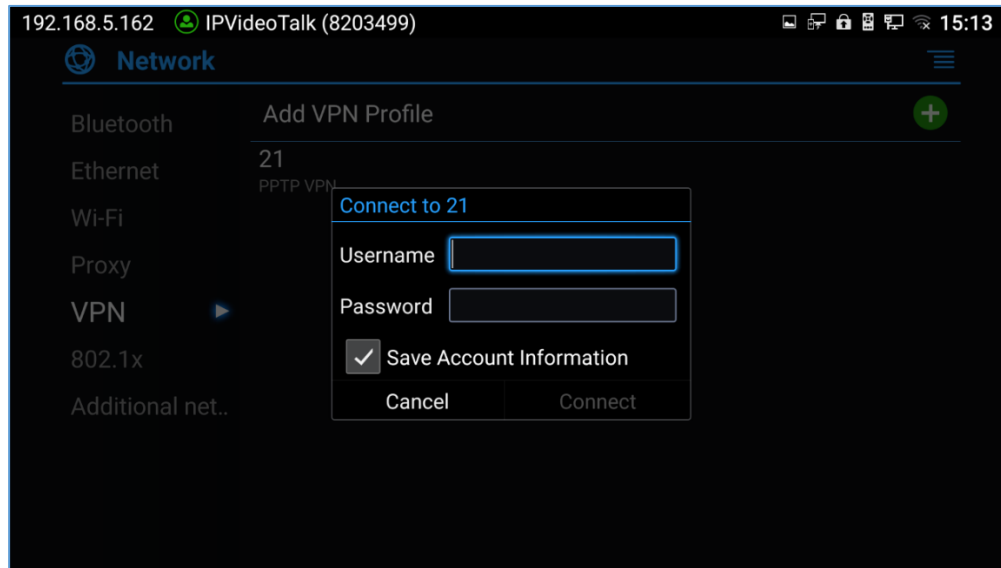 192.168.5.162 IPVideoTalk (8203499) 15:13
Network
Bluetooth
Ethernet
Wi-Fi
Proxy
VPN
802.1x
Additional net..
Add VPN Profile
21
PPTP VPN
Connect to 21
Username
Password
Save Account Information
Cancel Connect